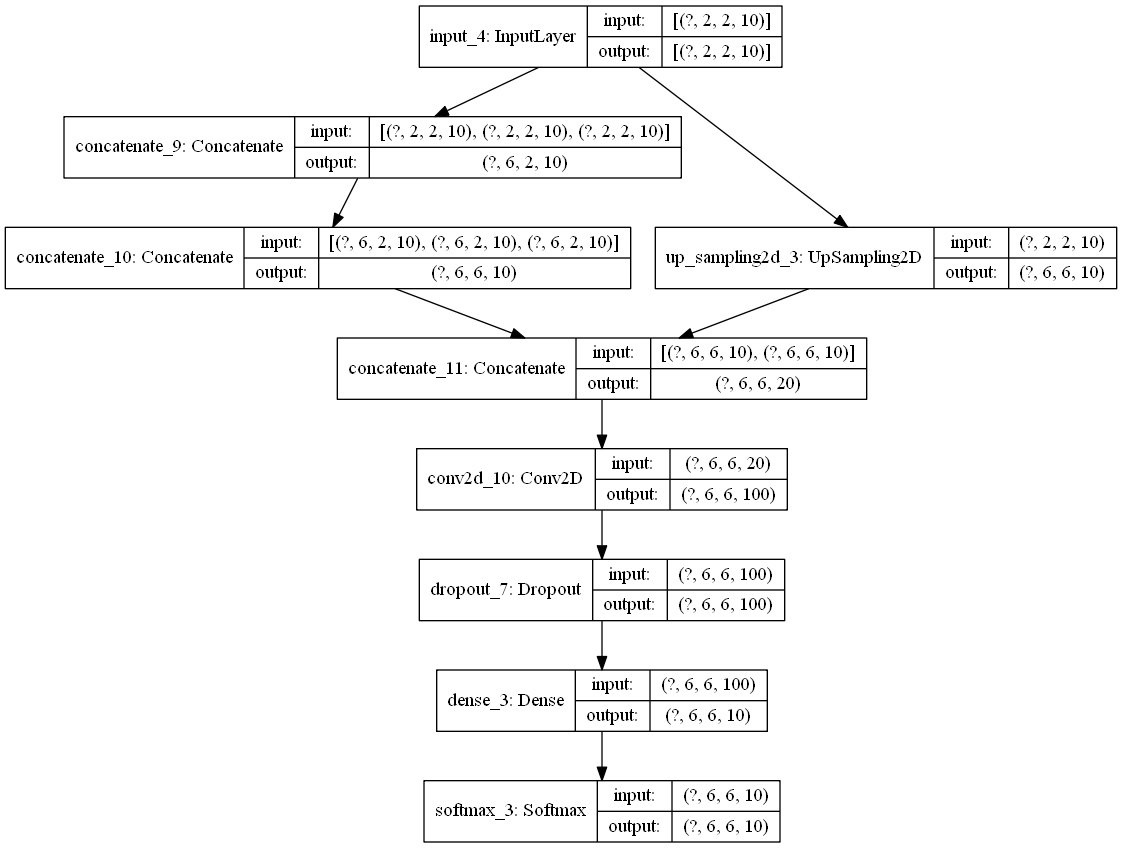 input_4: InputLayer
input:
[(?, 2, 2, 10)]
output:
[(?, 2, 2, 10)]
concatenate_9: Concatenate
input:
[(?, 2, 2, 10), (?, 2, 2, 10), (?, 2, 2, 10)]
output:
(?, 6, 2, 10)
concatenate_10: Concatenate
input:
[(?, 6, 2, 10), (?, 6, 2, 10), (?, 6, 2, 10)]
output:
(?, 6, 6, 10)
up_sampling2d_3: UpSampling2D
input:
(?, 2, 2, 10)
output:
(?, 6, 6, 10)
concatenate_11: Concatenate
input:
[(?, 6, 6, 10), (?, 6, 6, 10)]
output:
(?, 6, 6, 20)
conv2d_10: Conv2D
input:
(?, 6, 6, 20)
output:
(?, 6, 6, 100)
dropout_7: Dropout
input:
(?, 6, 6, 100)
output:
(?, 6, 6, 100)
dense_3: Dense
input:
(?, 6, 6, 100)
output:
(?, 6, 6, 10)
softmax_3: Softmax
input:
(?, 6, 6, 10)
output:
(?, 6, 6, 10)